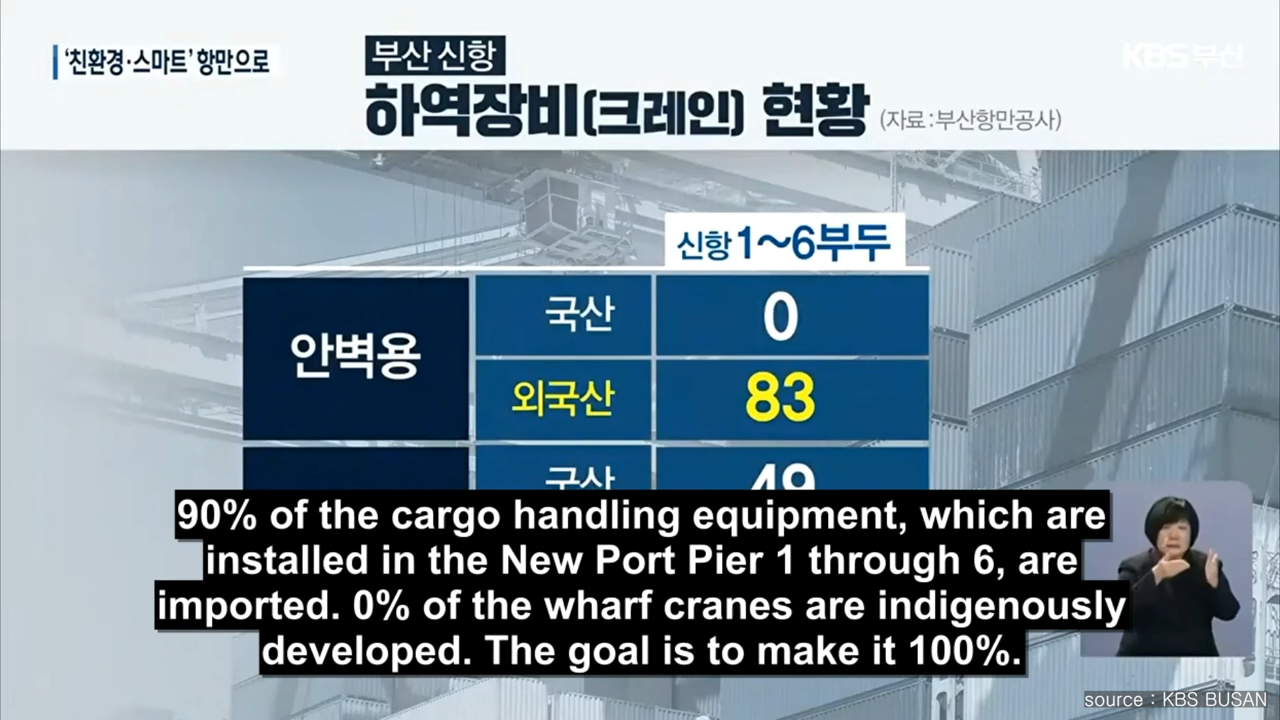 '친환경·스마트' 항만으로
KBS 부산
부산 신항
하역장비(크레인) 현황 (자료:부산항만공사)
신항 1~6부두
안벽용
국산 0
외국산 83
국산 49
90% of the cargo handling equipment, which are
installed in the New Port Pier 1 through 6, are
imported. 0% of the wharf cranes are indigenously
developed. The goal is to make it 100%.
source : KBS BUSAN